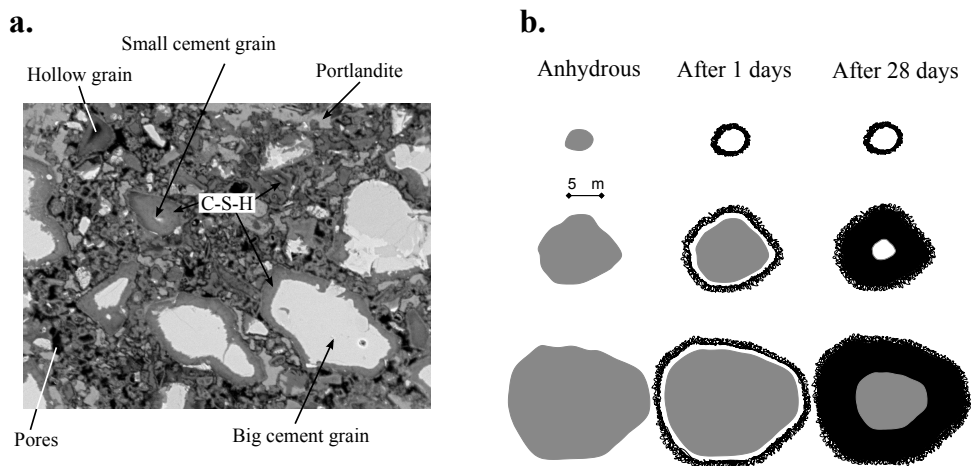 a.
Small cement grain
Hollow grain
Portlandite
C-S-H
Pores
Big cement grain
b.
Anhydrous
After 1 days
After 28 days
5 m